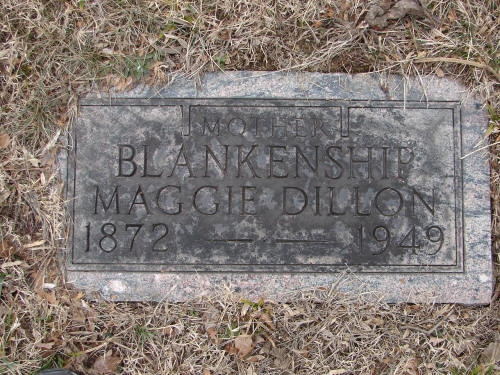 MOTHER
BLANKENSHIP
MAGGIE DILLON
1872 — — 1949